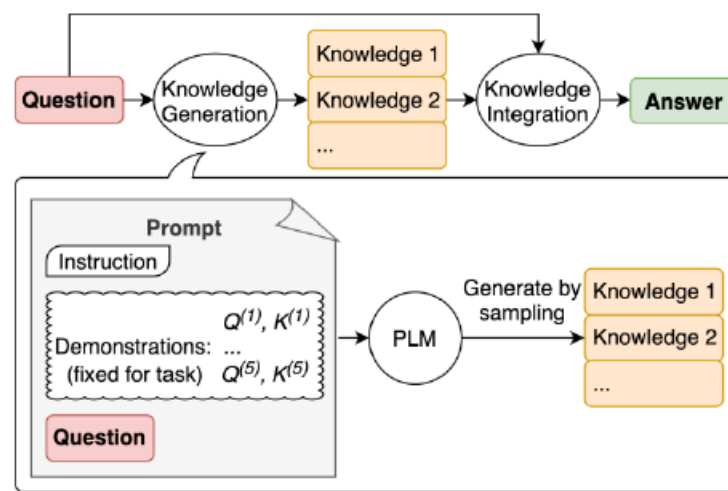 Question
Knowledge
Generation
Knowledge 1
Knowledge 2
...
Knowledge
Integration
Answer
Prompt
Instruction
Q(1), K(1)
Demonstrations: ...
(fixed for task) Q(5), K(5)
Question
PLM
Generate by
sampling
Knowledge 1
Knowledge 2
...